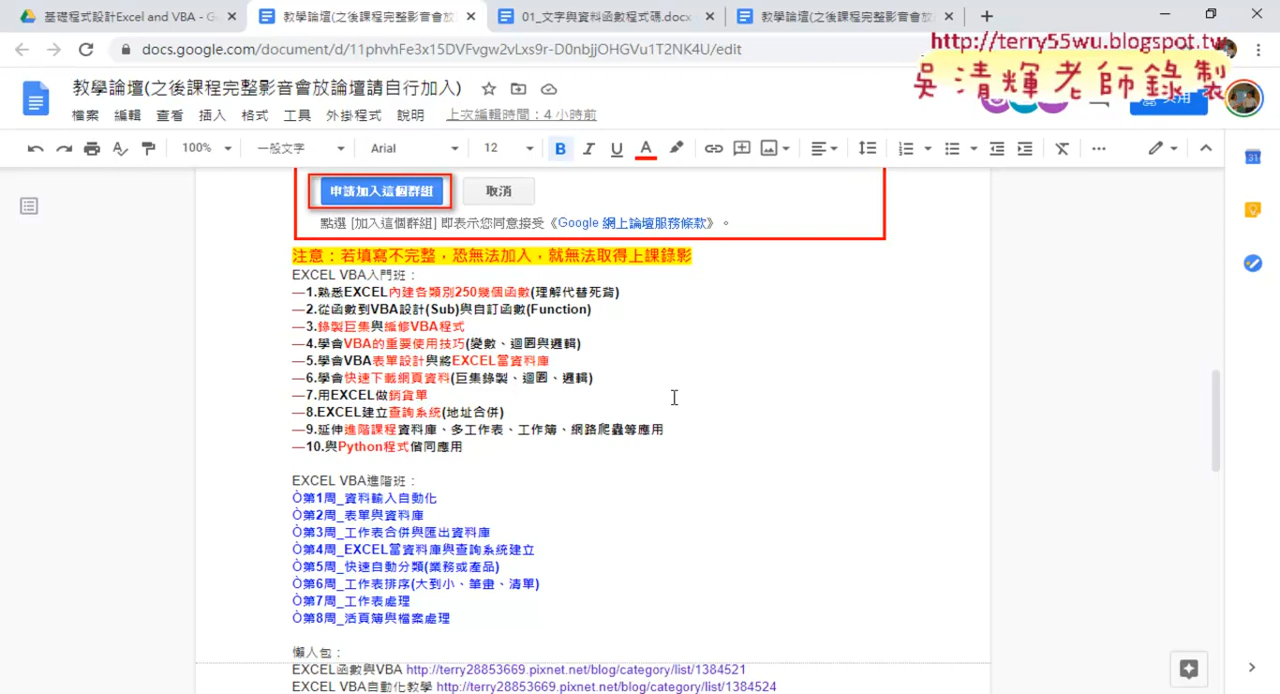 基礎程式設計Excel and VBA - G
教學論壇(之後課程完整影音會放
01_文字與資料函數程式碼.docx
教學論壇(之後課程完整影音會放
docs.google.com/document/d/11phvhFe3x15DVFvgw2vLxs9r-D0nbjjOHGVu1T2NK4U/edit
http://terry55wu.blogspot.tw
吳清輝老師錄製
教學論壇(之後課程完整影音會放論壇請自行加入)
檔案 編輯 查看 插入 格式 工具 外掛程式 說明 上次編輯時間：4 小時前
100% 一般文字 Arial 12 B I U A
31
申請加入這個群組 取消
點選 [加入這個群組] 即表示您同意接受《Google 網上論壇服務條款》。
注意：若填寫不完整，恐無法加入，就無法取得上課錄影
EXCEL VBA入門班：
—1.熟悉EXCEL內建各類別250幾個函數(理解代替死背)
—2.從函數到VBA設計(Sub)與自訂函數(Function)
—3.錄製巨集與編修VBA程式
—4.學會VBA的重要使用技巧(變數、迴圈與邏輯)
—5.學會VBA表單設計與將EXCEL當資料庫
—6.學會快速下載網頁資料(巨集錄製、迴圈、邏輯)
—7.用EXCEL做銷貨單
—8.EXCEL建立查詢系統(地址合併)
—9.延伸進階課程資料庫、多工作表、工作簿、網路爬蟲等應用
—10.與Python程式偕同應用
EXCEL VBA進階班：
Ò第1周_資料輸入自動化
Ò第2周_表單與資料庫
Ò第3周_工作表合併與匯出資料庫
Ò第4周_EXCEL當資料庫與查詢系統建立
Ò第5周_快速自動分類(業務或產品)
Ò第6周_工作表排序(大到小、筆畫、清單)
Ò第7周_工作表處理
Ò第8周_活頁簿與檔案處理
懶人包：
EXCEL函數與VBA http://terry28853669.pixnet.net/blog/category/list/1384521
EXCEL VBA自動化教學 http://terry28853669.pixnet.net/blog/category/list/1384524